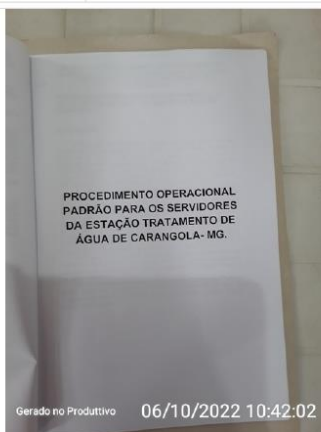 PROCEDIMENTO OPERACIONAL
PADRÃO PARA OS SERVIDORES
DA ESTAÇÃO TRATAMENTO DE
ÁGUA DE CARANGOLA- MG.
Gerado no Produttivo 06/10/2022 10:42:02